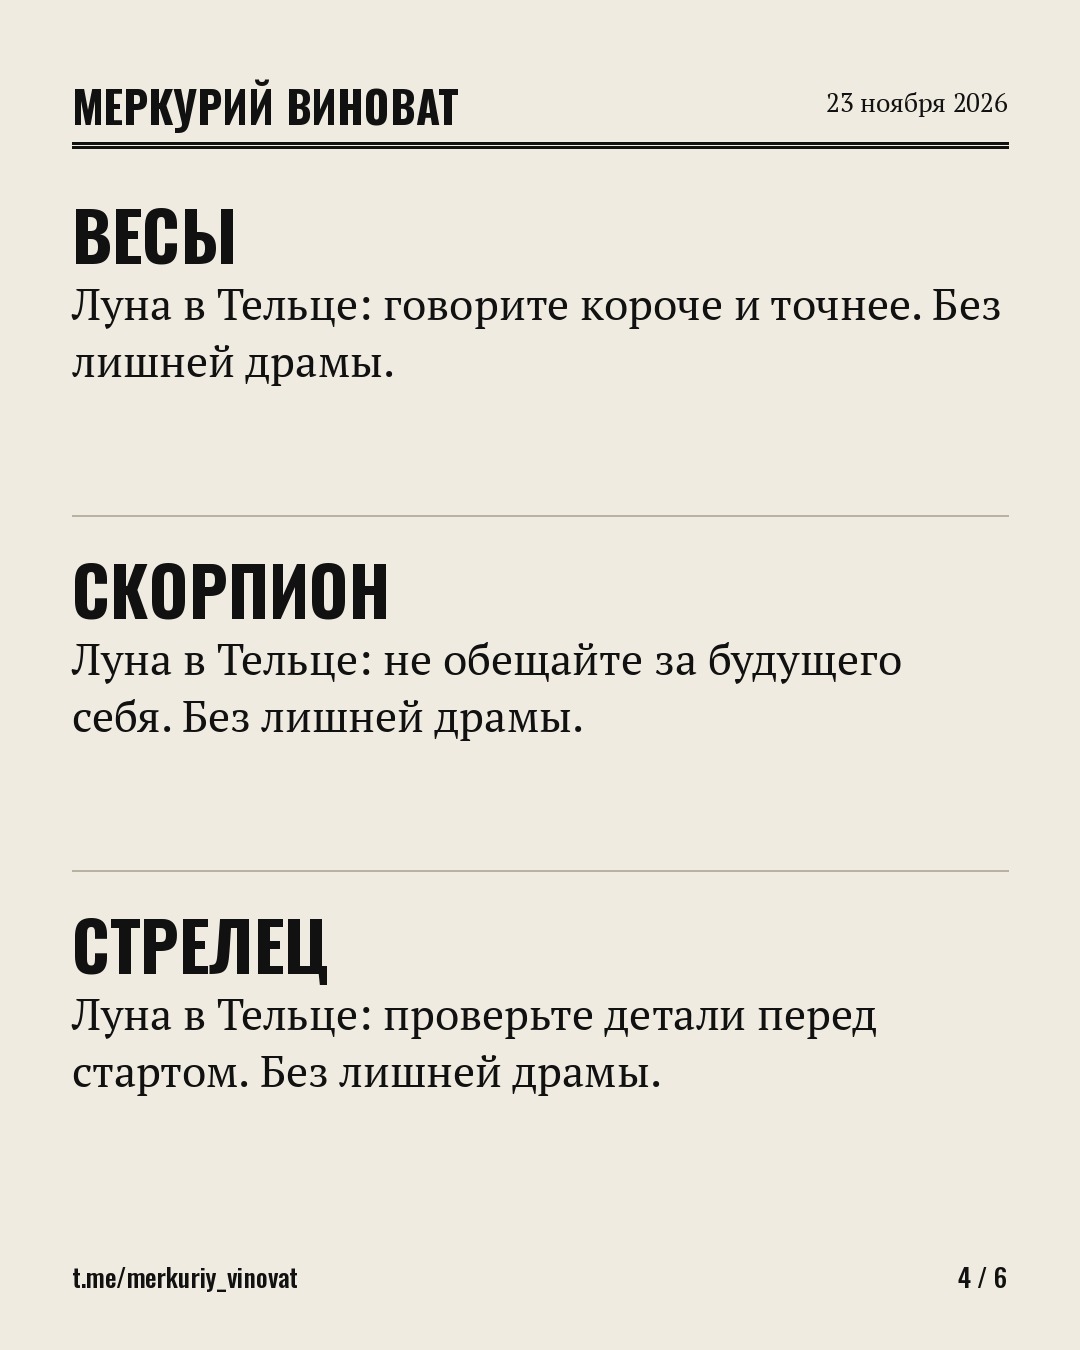 МЕРКУРИЙ ВИНОВАТ
23 ноября 2026
ВЕСЫ
Луна в Тельце: говорите короче и точнее. Без
лишней драмы.
СКОРПИОН
Луна в Тельце: не обещайте за будущего
себя. Без лишней драмы.
СТРЕЛЕЦ
Луна в Тельце: проверьте детали перед
стартом. Без лишней драмы.
t.me/merkuriy_vinovat
4 / 6